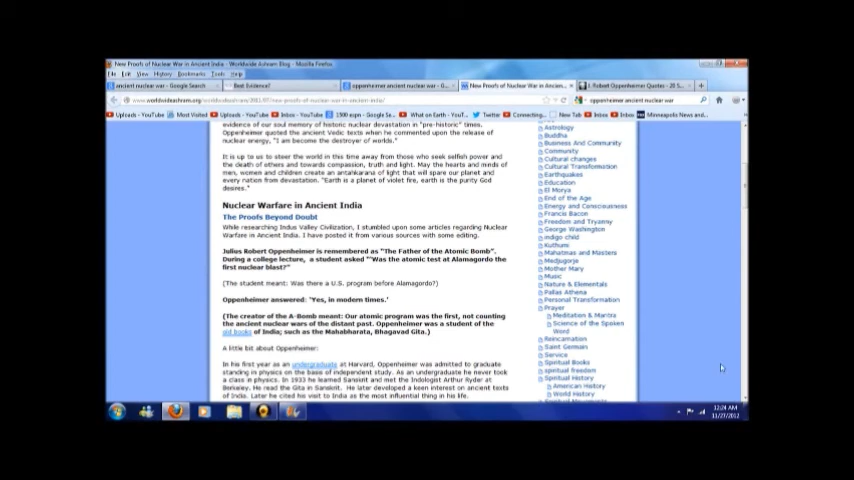 New Proofs of Nuclear War in Ancient India - Worldwide Ashram Blog - Mozilla Firefox
File Edit View History Bookmarks Tools Help
ancient nuclear war - Google Search
Best Evidence?
oppenheimer ancient nuclear war - G...
New Proofs of Nuclear War in Ancien...
J. Robert Oppenheimer Quotes - 20 S...
oppenheimer ancient nuclear war
Uploads - YouTube Most Visited Uploads - YouTube Inbox - YouTube 1500 espn - Google Se... What on Earth - YouT... Twitter Connecting... New Tab Inbox Inbox Minneapolis News and...
evidence of our soul memory of historic nuclear devastation in "pre-historic" times.
Oppenheimer quoted the ancient Vedic texts when he commented upon the release of
nuclear energy, "I am become the destroyer of worlds."
It is up to us to steer the world in this time away from those who seek selfish power and
the death of others and towards compassion, truth and light. May the hearts and minds of
men, women and children create an antahkarana of light that will spare our planet and
every nation from devastation. "Earth is a planet of violet fire, earth is the purity God
desires."
Nuclear Warfare in Ancient India
The Proofs Beyond Doubt
While researching Indus Valley Civilization, I stumbled upon some articles regarding Nuclear
Warfare in Ancient India. I have posted it from various sources with some editing.
Julius Robert Oppenheimer is remembered as "The Father of the Atomic Bomb".
During a college lecture, a student asked ""Was the atomic test at Alamagordo the
first nuclear blast?"
(The student meant: Was there a U.S. program before Alamagordo?)
Oppenheimer answered: 'Yes, in modern times.'
(The creator of the A-Bomb meant: Our atomic program was the first, not counting
the ancient nuclear wars of the distant past. Oppenheimer was a student of the
old books of India; such as the Mahabharata, Bhagavad Gita.)
A little bit about Oppenheimer:
In his first year as an undergraduate at Harvard, Oppenheimer was admitted to graduate
standing in physics on the basis of independent study. As an undergraduate he never took
a class in physics. In 1933 he learned Sanskrit and met the Indologist Arthur Ryder at
Berkeley. He read the Gita in Sanskrit. He later developed a keen interest on ancient texts
of India. Later he cited his visit to India as the most influential thing in his life.
Astrology
Buddha
Business And Community
Community
Cultural changes
Cultural Transformation
Earthquakes
Education
El Morya
End of the Age
Energy and Consciousness
Francis Bacon
Freedom and Tryanny
George Washington
indigo child
Kuthumi
Mahatmas and Masters
Medjugorje
Mother Mary
Music
Nature & Elementals
Pallas Athena
Personal Transformation
Prayer
Meditation & Mantra
Science of the Spoken
Word
Reincarnation
Saint Germain
Service
Spiritual Books
spiritual freedom
Spiritual History
American History
World History
12:24 AM
11/27/2012